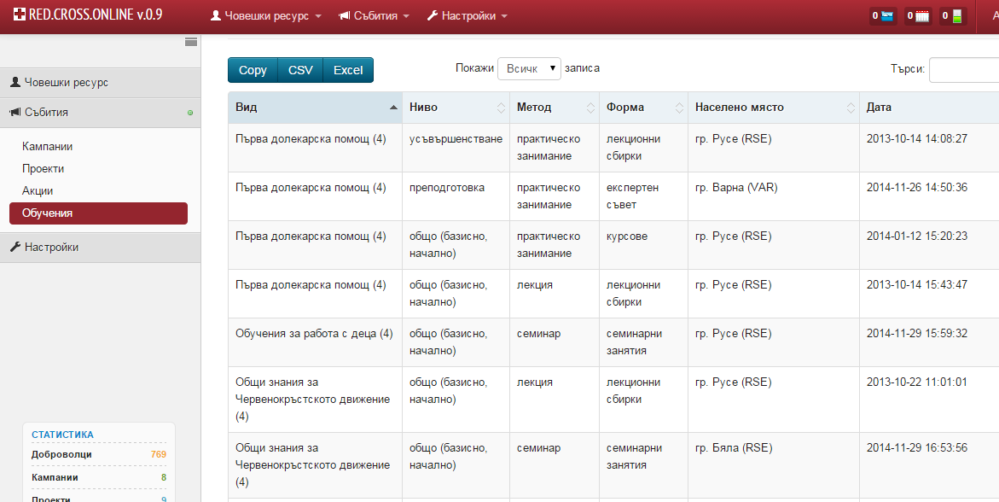 RED.CROSS.ONLINE v.0.9 Човешки ресурс Събития Настройки 0 0 0
Човешки ресурс
Събития
Кампании
Проекти
Акции
Обучения
Настройки
СТАТИСТИКА
Доброволци 769
Кампании 8
Проекти 9
Copy CSV Excel Покажи Всичк записа Търси:
Вид Ниво Метод Форма Населено място Дата
Първа долекарска помощ (4) усъвършенстване практическо лекционни гр. Русе (RSE) 2013-10-14 14:08:27
занимание сбирки
Първа долекарска помощ (4) преподготовка практическо експертен гр. Варна (VAR) 2014-11-26 14:50:36
занимание съвет
Първа долекарска помощ (4) общо (базисно, практическо курсове гр. Русе (RSE) 2014-01-12 15:20:23
начално) занимание
Първа долекарска помощ (4) общо (базисно, лекция лекционни гр. Русе (RSE) 2013-10-14 15:43:47
начално) сбирки
Обучения за работа с деца (4) общо (базисно, семинар семинарни гр. Русе (RSE) 2014-11-29 15:59:32
начално) занятия
Общи знания за общо (базисно, лекция лекционни гр. Русе (RSE) 2013-10-22 11:01:01
Червенокръстското движение начално) сбирки
(4)
Общи знания за общо (базисно, семинар семинарни гр. Бяла (RSE) 2014-11-29 16:53:56
Червенокръстското движение начално) занятия
(4)